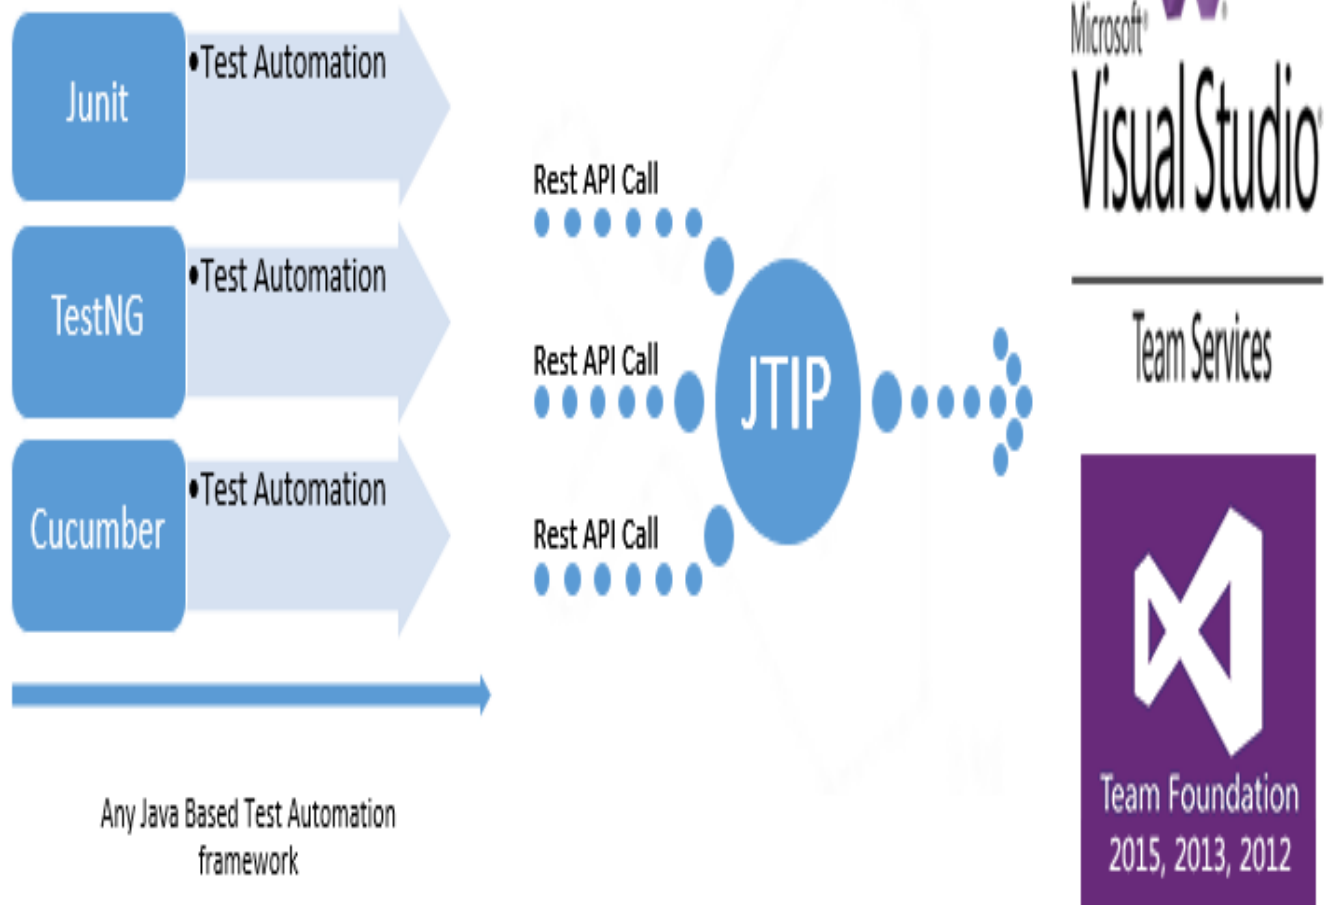 Junit
•Test Automation
TestNG
•Test Automation
Cucumber
•Test Automation
Any Java Based Test Automation
framework
Rest API Call
Rest API Call
Rest API Call
JTIP
Microsoft®
Visual Studio
Team Services
Team Foundation
2015, 2013, 2012